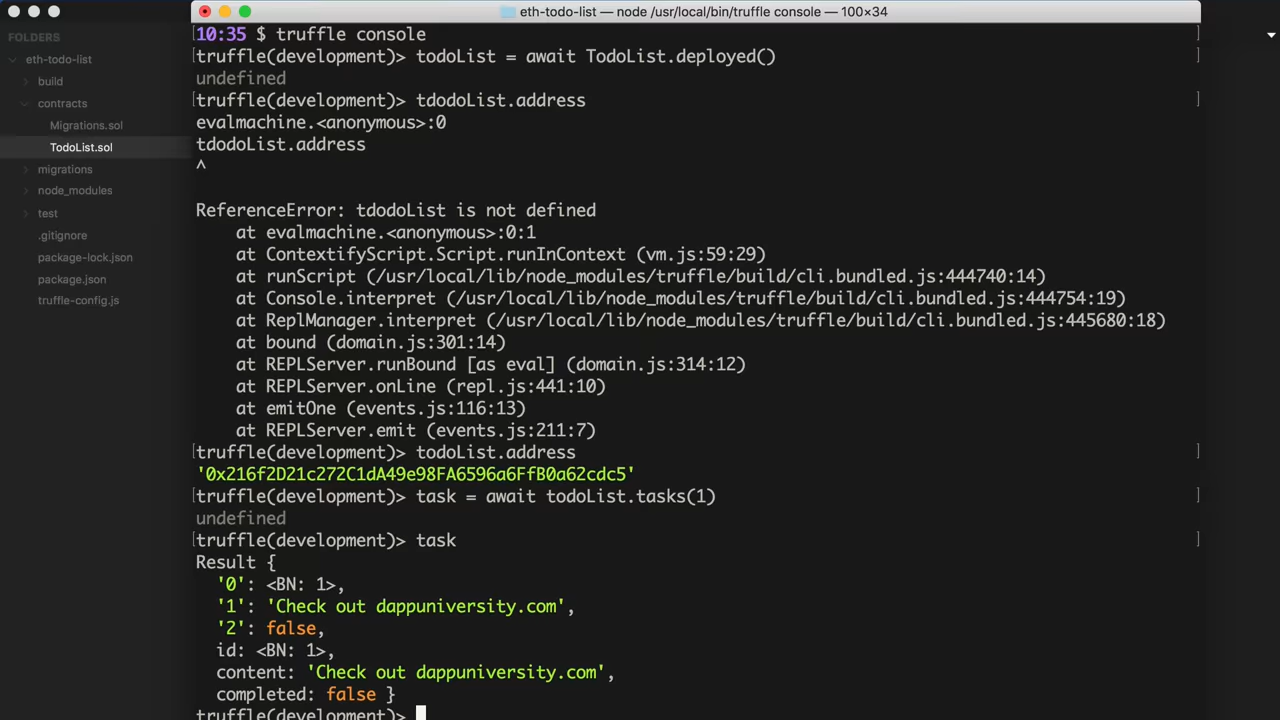 eth-todo-list — node /usr/local/bin/truffle console — 100×34
FOLDERS
eth-todo-list
build
contracts
Migrations.sol
TodoList.sol
migrations
node_modules
test
.gitignore
package-lock.json
package.json
truffle-config.js
10:35 $ truffle console
truffle(development)> todoList = await TodoList.deployed()
undefined
truffle(development)> tdodoList.address
evalmachine.<anonymous>:0
tdodoList.address
^
ReferenceError: tdodoList is not defined
at evalmachine.<anonymous>:0:1
at ContextifyScript.Script.runInContext (vm.js:59:29)
at runScript (/usr/local/lib/node_modules/truffle/build/cli.bundled.js:444740:14)
at Console.interpret (/usr/local/lib/node_modules/truffle/build/cli.bundled.js:444754:19)
at ReplManager.interpret (/usr/local/lib/node_modules/truffle/build/cli.bundled.js:445680:18)
at bound (domain.js:301:14)
at REPLServer.runBound [as eval] (domain.js:314:12)
at REPLServer.onLine (repl.js:441:10)
at emitOne (events.js:116:13)
at REPLServer.emit (events.js:211:7)
truffle(development)> todoList.address
'0x216f2D21c272C1dA49e98FA6596a6FfB0a62cdc5'
truffle(development)> task = await todoList.tasks(1)
undefined
truffle(development)> task
Result {
'0': <BN: 1>,
'1': 'Check out dappuniversity.com',
'2': false,
id: <BN: 1>,
content: 'Check out dappuniversity.com',
completed: false }
truffle(development)>